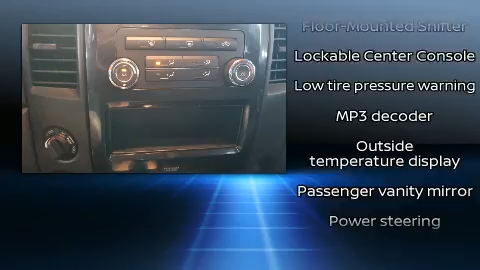 Floor-Mounted Shifter
Lockable Center Console
Low tire pressure warning
MP3 decoder
Outside
temperature display
Passenger vanity mirror
Power steering